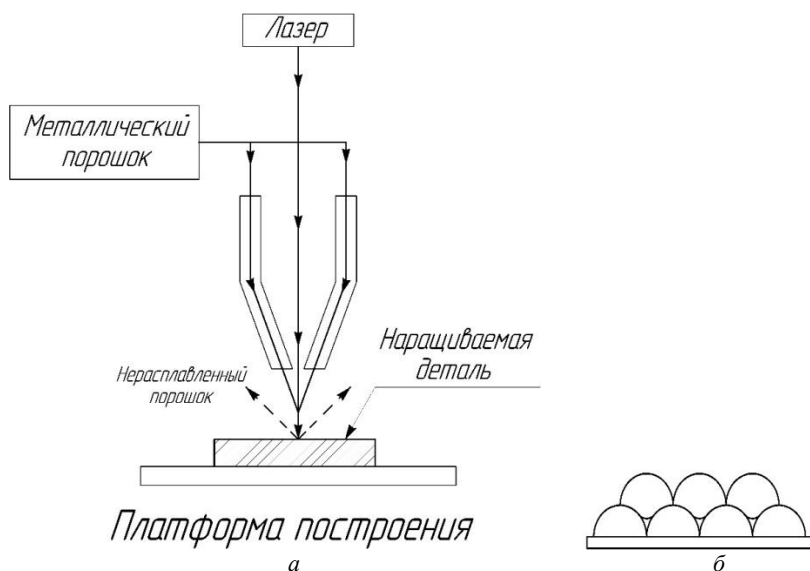 Лазер
Металлический
порошок
Наращиваемая
деталь
Нерасплавленный
порошок
Платформа построения
а
б